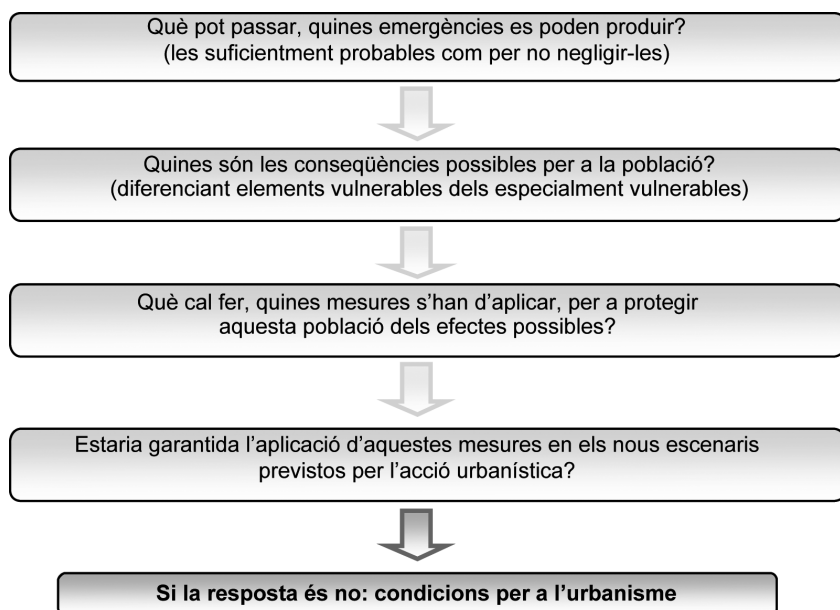 Què pot passar, quines emergències es poden produir?
(les suficientment probables com per no negligir-les)
Quines són les conseqüències possibles per a la població?
(diferenciant elements vulnerables dels especialment vulnerables)
Què cal fer, quines mesures s’han d’aplicar, per a protegir
aquesta població dels efectes possibles?
Estaria garantida l’aplicació d’aquestes mesures en els nous escenaris
previstos per l’acció urbanística?
Si la resposta és no: condicions per a l’urbanisme